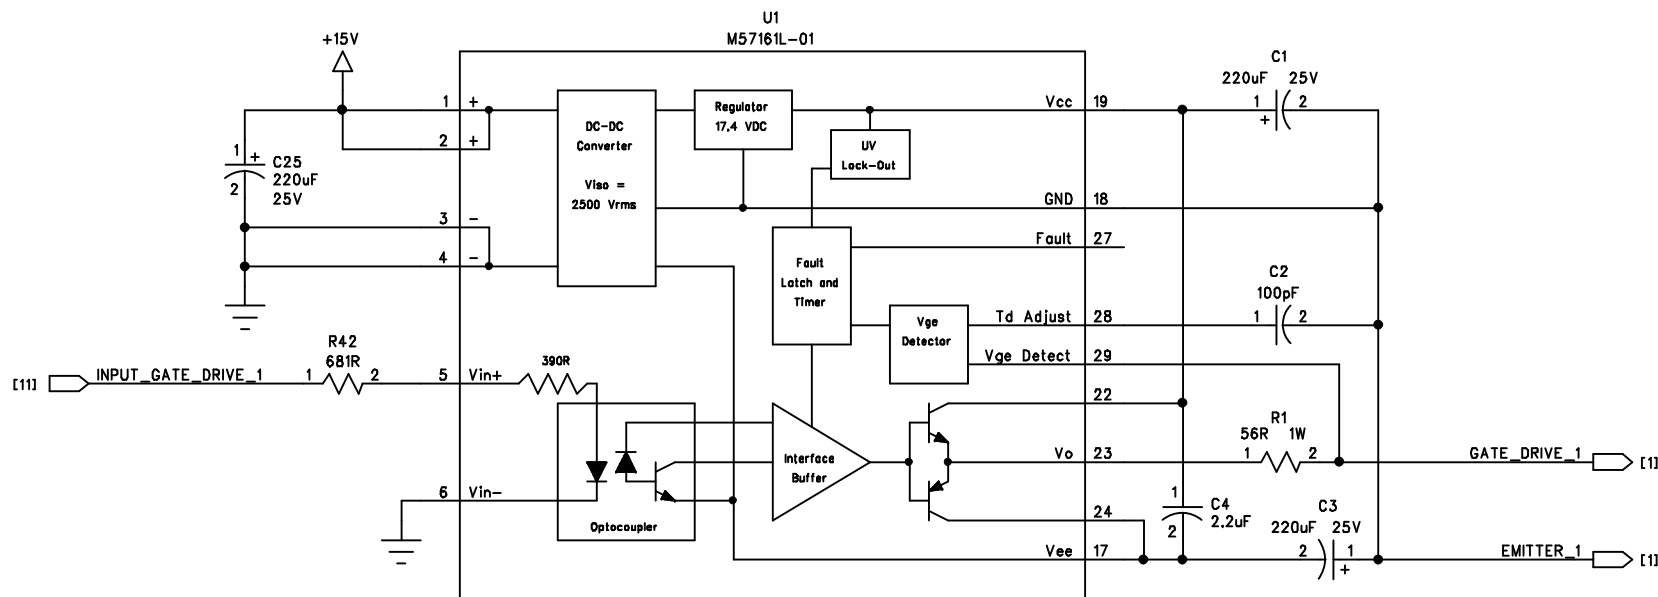 U1
M57161L-01
+15V
C1
220uF 25V
1 2
+
1 +
2 +
DC-DC
Converter
Viso =
2500 Vrms
Regulator
17.4 VDC
Vcc 19
UV
Lock-Out
1 +
C25
220uF
25V
2
3 -
4 -
GND 18
Fault 27
Fault
Latch and
Timer
C2
100pF
1 2
Vge
Detector
Td Adjust 28
Vge Detect 29
[11] INPUT_GATE_DRIVE_1
R42
681R
1 2
5 Vin+
390R
22
R1
56R 1W
1 2
Interface
Buffer
Vo 23
GATE_DRIVE_1 [1]
6 Vin-
Optocoupler
24
1
C4
2.2uF
2
C3
220uF 25V
2 1
+
Vee 17
EMITTER_1 [1]